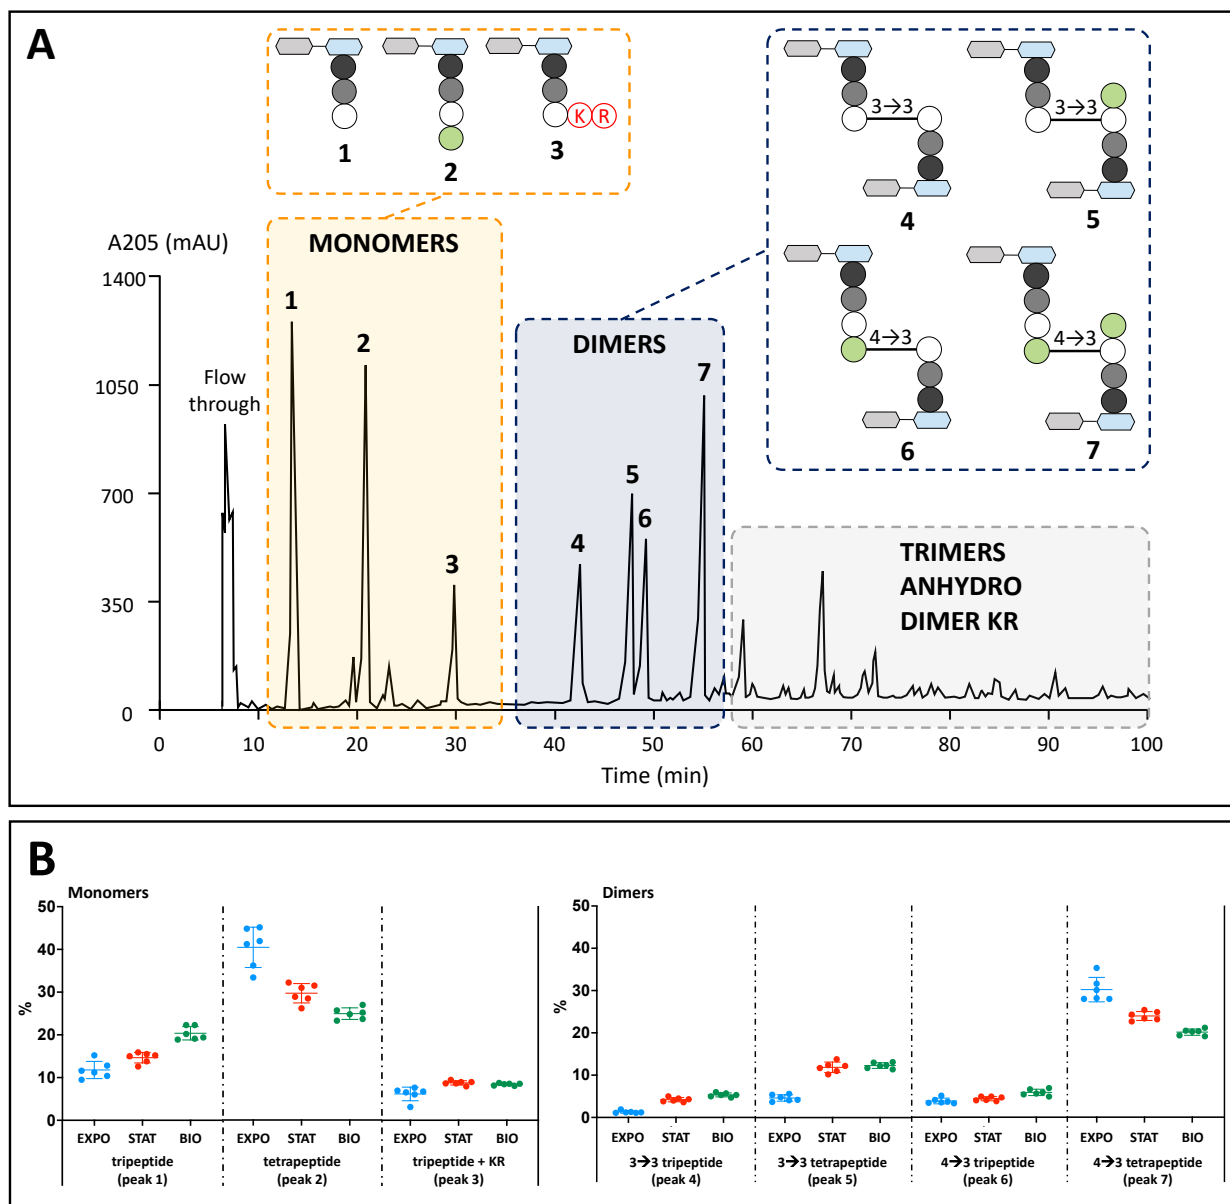 A
K R
1
2
3
3→3
4
3→3
5
4→3
6
4→3
7
A205 (mAU)
MONOMERS
DIMERS
TRIMERS
ANHYDRO
DIMER KR
Flow
through
1
2
3
4
5
6
7
1400
1050
700
350
0
0 10 20 30 40 50 60 70 80 90 100
Time (min)
B
Monomers
%
50
40
30
20
10
0
EXPO STAT BIO EXPO STAT BIO EXPO STAT BIO
tripeptide tetrapeptide tripeptide + KR
(peak 1) (peak 2) (peak 3)
Dimers
%
50
40
30
20
10
0
EXPO STAT BIO EXPO STAT BIO EXPO STAT BIO EXPO STAT BIO
3→3 tripeptide 3→3 tetrapeptide 4→3 tripeptide 4→3 tetrapeptide
(peak 4) (peak 5) (peak 6) (peak 7)